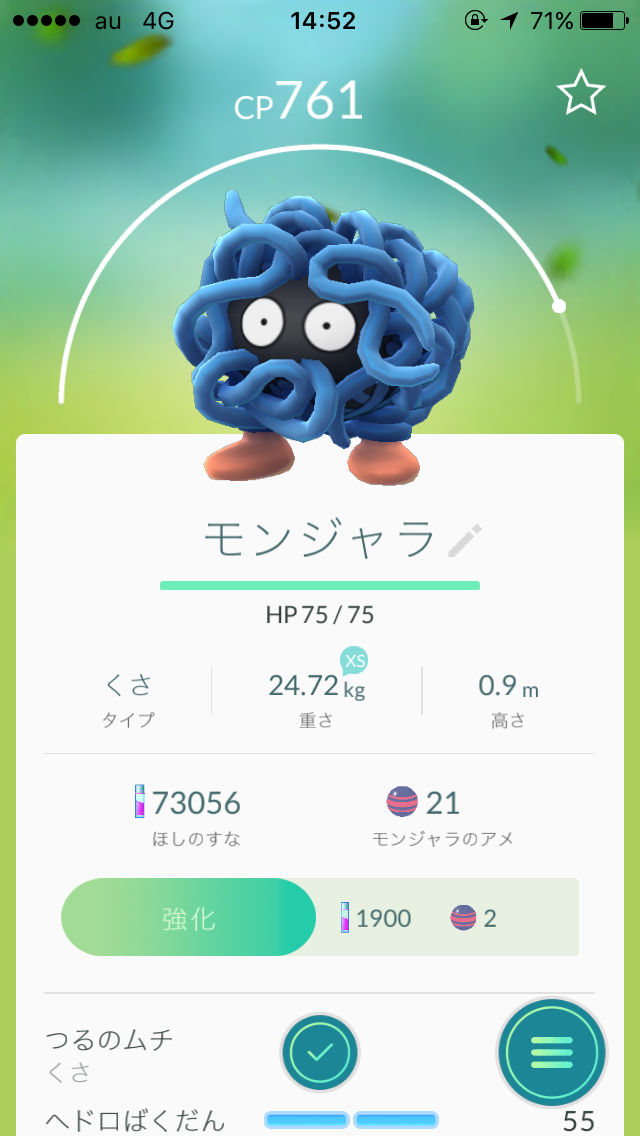 au 4G 14:52 71%
CP761
モンジャラ
HP 75 / 75
XS
くさ 24.72 kg 0.9 m
タイプ 重さ 高さ
73056 21
ほしのすな モンジャラのアメ
強化 1900 2
つるのムチ
くさ
ヘドロばくだん 55